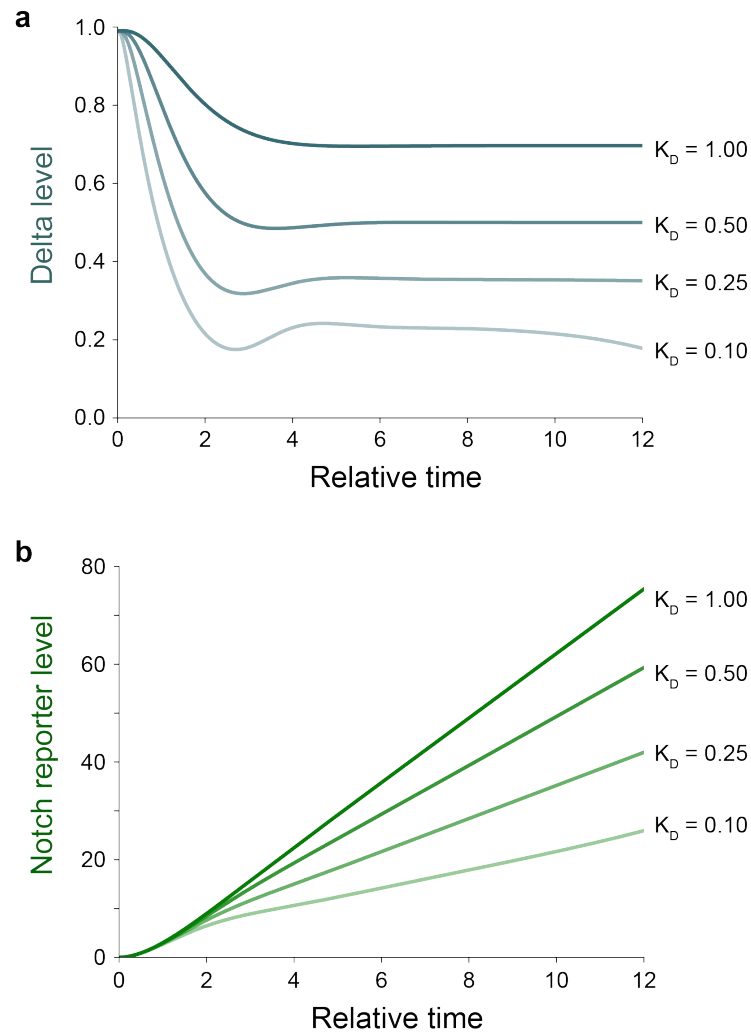 a
Delta level
1.0
0.8
0.6
0.4
0.2
0.0
K_D = 1.00
K_D = 0.50
K_D = 0.25
K_D = 0.10
0 2 4 6 8 10 12
Relative time
b
Notch reporter level
80
60
40
20
0
K_D = 1.00
K_D = 0.50
K_D = 0.25
K_D = 0.10
0 2 4 6 8 10 12
Relative time